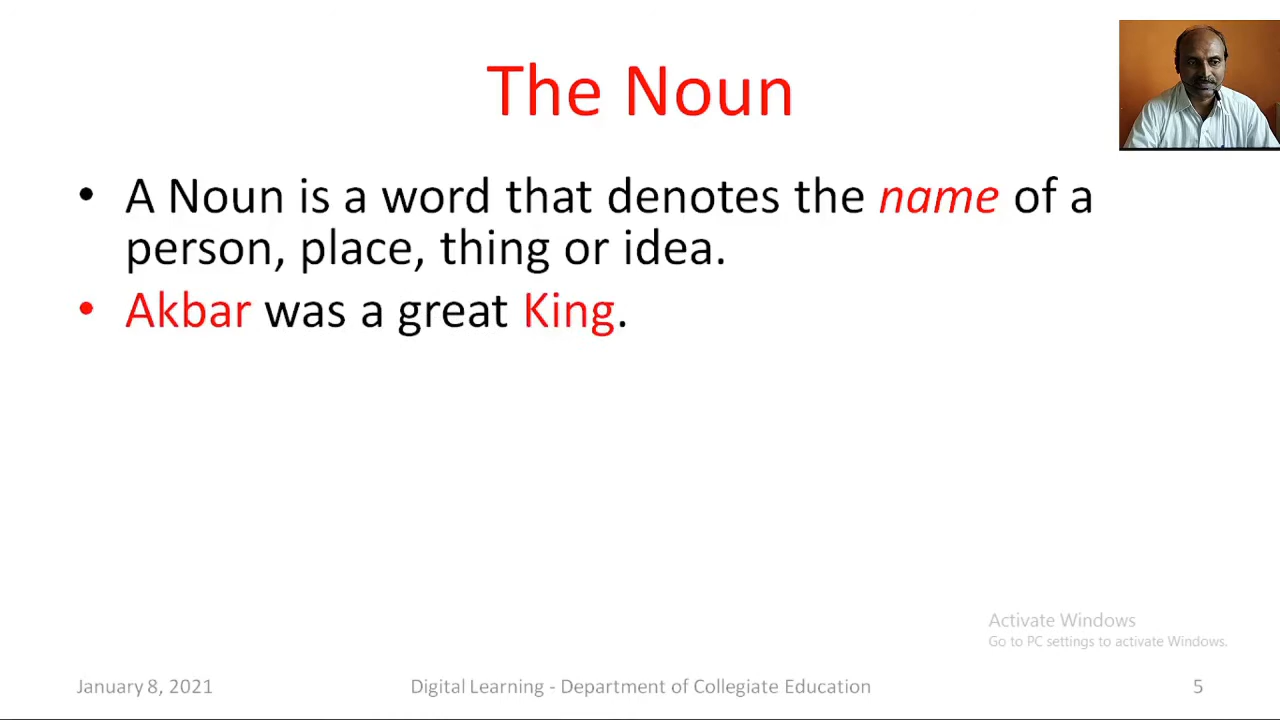 The Noun
• A Noun is a word that denotes the name of a
person, place, thing or idea.
• Akbar was a great King.
Activate Windows
Go to PC settings to activate Windows.
January 8, 2021
Digital Learning - Department of Collegiate Education
5